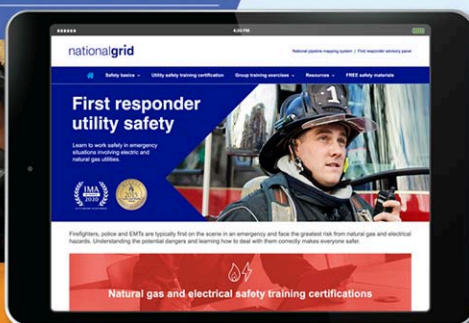 4:30 PM
nationalgrid
National pipeline mapping system | First responder advisory panel
Safety basics
Utility safety training certification
Group training exercises
Resources
FREE safety materials
First responder
utility safety
Learn to work safely in emergency
situations involving electric and
natural gas utilities.
IMA
2020
2015
Firefighters, police and EMTs are typically first on the scene in an emergency and face the greatest risk from natural gas and electrical
hazards. Understanding the potential dangers and learning how to deal with them correctly makes everyone safer.
Natural gas and electrical safety training certifications